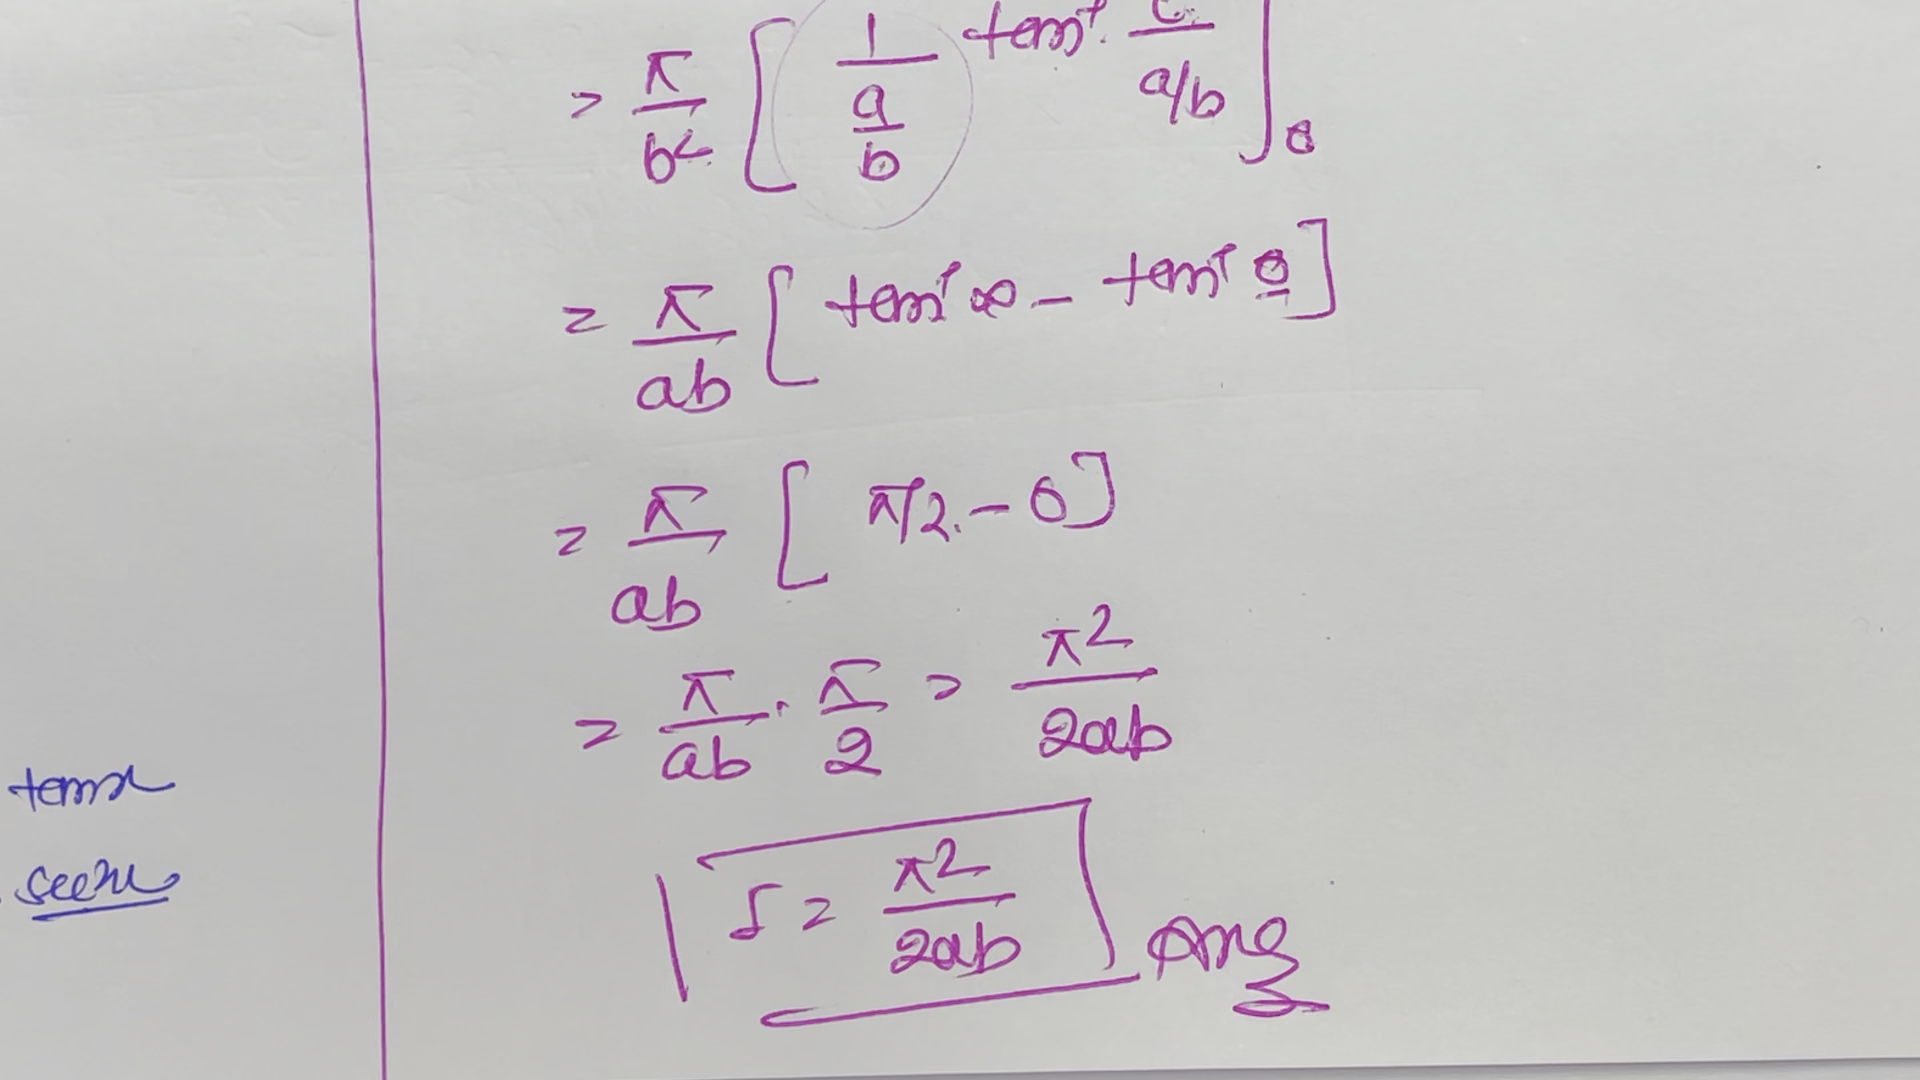 = π/b² [ 1/(a/b) tan⁻¹ t/(a/b) ]₀
= π/ab [ tan⁻¹ ∞ - tan⁻¹ 0 ]
= π/ab [ π/2 - 0 ]
= π/ab · π/2 = π²/2ab
tanx
secx
I = π²/2ab Ans